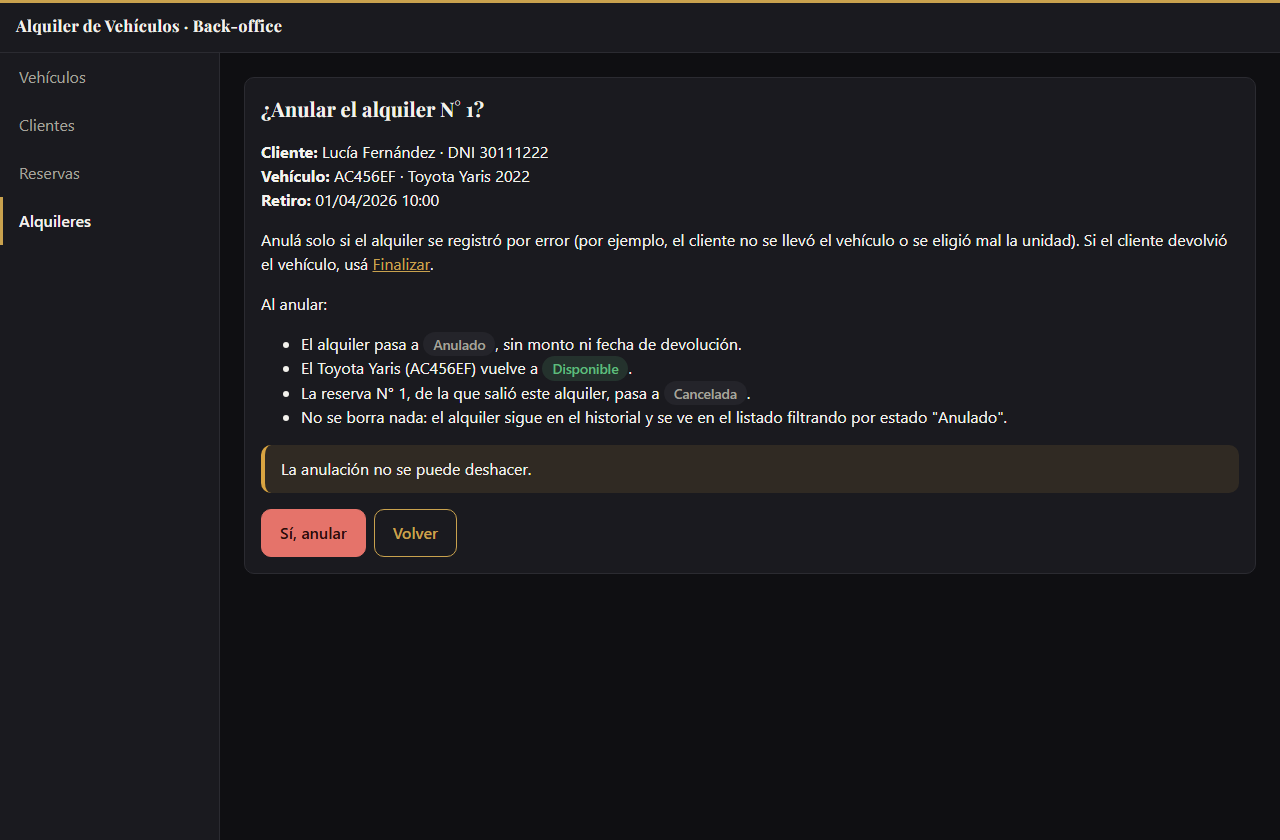 Alquiler de Vehículos · Back-office
Vehículos
Clientes
Reservas
Alquileres
¿Anular el alquiler N° 1?
Cliente: Lucía Fernández · DNI 30111222
Vehículo: AC456EF · Toyota Yaris 2022
Retiro: 01/04/2026 10:00
Anulá solo si el alquiler se registró por error (por ejemplo, el cliente no se llevó el vehículo o se eligió mal la unidad). Si el cliente devolvió
el vehículo, usá Finalizar.
Al anular:
• El alquiler pasa a Anulado, sin monto ni fecha de devolución.
• El Toyota Yaris (AC456EF) vuelve a Disponible.
• La reserva N° 1, de la que salió este alquiler, pasa a Cancelada.
• No se borra nada: el alquiler sigue en el historial y se ve en el listado filtrando por estado "Anulado".
La anulación no se puede deshacer.
Sí, anular
Volver